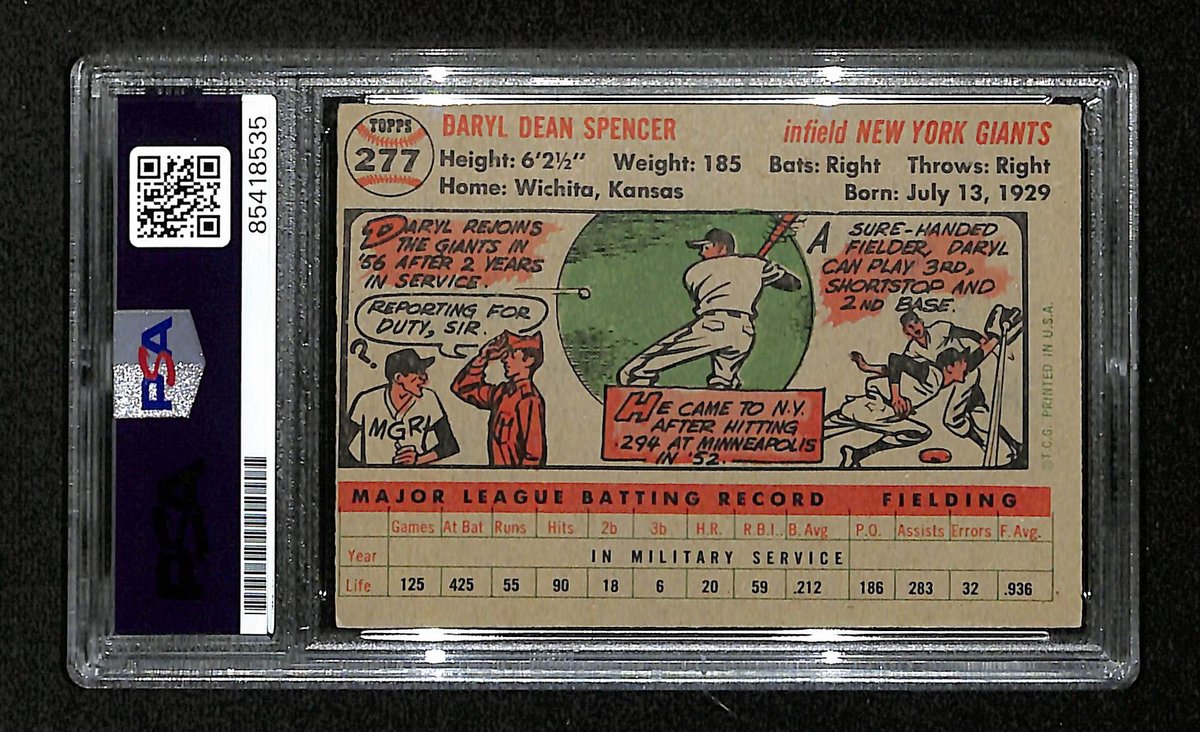 85418535
PSA
PSA
TOPPS
277
DARYL DEAN SPENCER infield NEW YORK GIANTS
Height: 6'2½" Weight: 185 Bats: Right Throws: Right
Home: Wichita, Kansas Born: July 13, 1929
DARYL REJOINS
THE GIANTS IN
'56 AFTER 2 YEARS
IN SERVICE.
REPORTING FOR
DUTY, SIR.
?
MGR.
HE CAME TO N.Y.
AFTER HITTING
.294 AT MINNEAPOLIS
IN '52.
A SURE-HANDED
FIELDER, DARYL
CAN PLAY 3RD,
SHORTSTOP AND
2ND BASE.
©T.C.G. PRINTED IN U.S.A.
MAJOR LEAGUE BATTING RECORD FIELDING
Games At Bat Runs Hits 2b 3b H.R. R.B.I. B. Avg P.O. Assists Errors F. Avg.
Year IN MILITARY SERVICE
Life 125 425 55 90 18 6 20 59 .212 186 283 32 .936